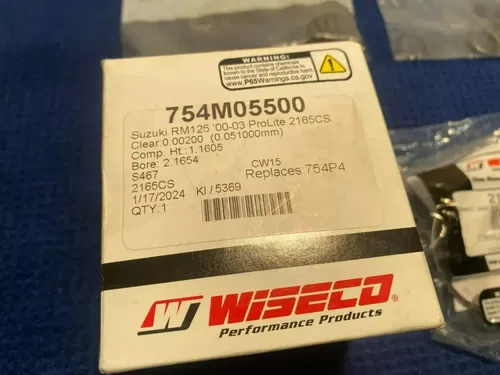 WARNING:
This product contains chemicals
known to the State of California to
cause cancer and reproductive harm
www.P65Warnings.ca.gov
754M05500
Suzuki RM125 '00-03 ProLite 2165CS
Clear:0.00200 (0.051000mm)
Comp. Ht.:1.1605
Bore: 2.1654
S467
CW15
2165CS
Replaces:754P4
1/17/2024
KI / 5369
QTY:1
W WISECO®
Performance Products